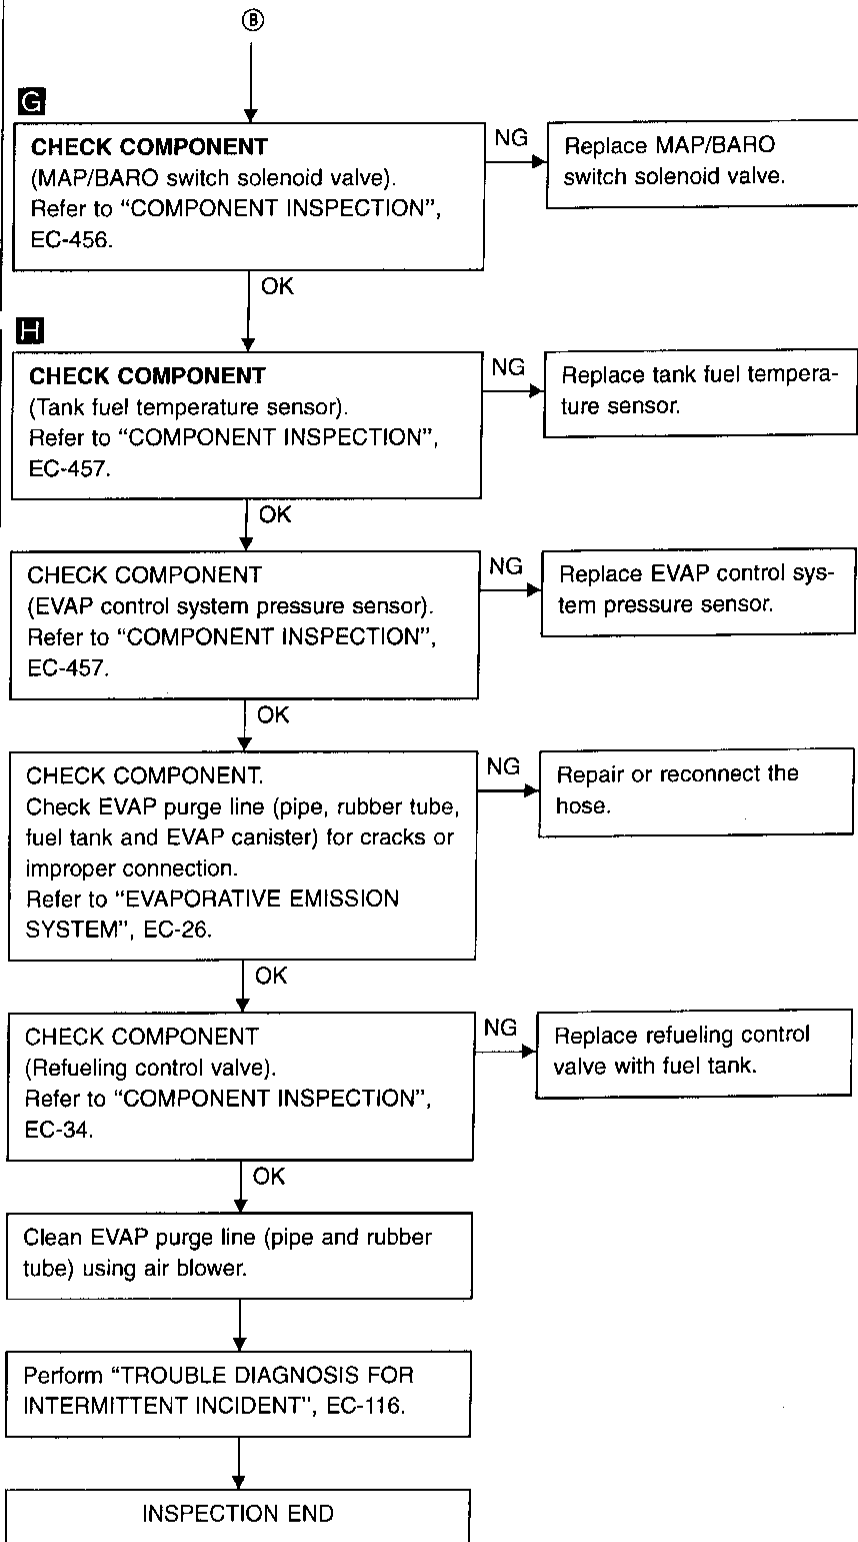 B
G
CHECK COMPONENT
(MAP/BARO switch solenoid valve).
Refer to “COMPONENT INSPECTION”,
EC-456.
NG
Replace MAP/BARO
switch solenoid valve.
OK
H
CHECK COMPONENT
(Tank fuel temperature sensor).
Refer to “COMPONENT INSPECTION”,
EC-457.
NG
Replace tank fuel tempera-
ture sensor.
OK
CHECK COMPONENT
(EVAP control system pressure sensor).
Refer to “COMPONENT INSPECTION”,
EC-457.
NG
Replace EVAP control sys-
tem pressure sensor.
OK
CHECK COMPONENT.
Check EVAP purge line (pipe, rubber tube,
fuel tank and EVAP canister) for cracks or
improper connection.
Refer to “EVAPORATIVE EMISSION
SYSTEM”, EC-26.
NG
Repair or reconnect the
hose.
OK
CHECK COMPONENT
(Refueling control valve).
Refer to “COMPONENT INSPECTION”,
EC-34.
NG
Replace refueling control
valve with fuel tank.
OK
Clean EVAP purge line (pipe and rubber
tube) using air blower.
Perform “TROUBLE DIAGNOSIS FOR
INTERMITTENT INCIDENT”, EC-116.
INSPECTION END